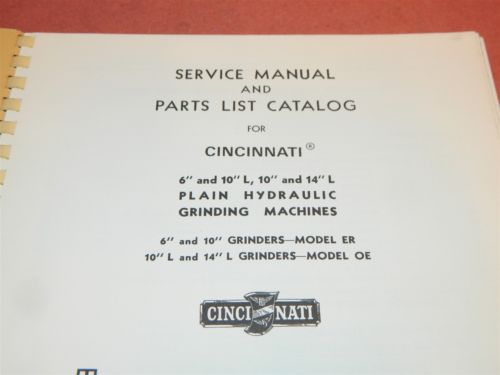 SERVICE MANUAL
AND
PARTS LIST CATALOG
FOR
CINCINNATI®
6" and 10" L, 10" and 14" L
PLAIN HYDRAULIC
GRINDING MACHINES
6" and 10" GRINDERS—MODEL ER
10" L and 14" L GRINDERS—MODEL OE
CINCINNATI